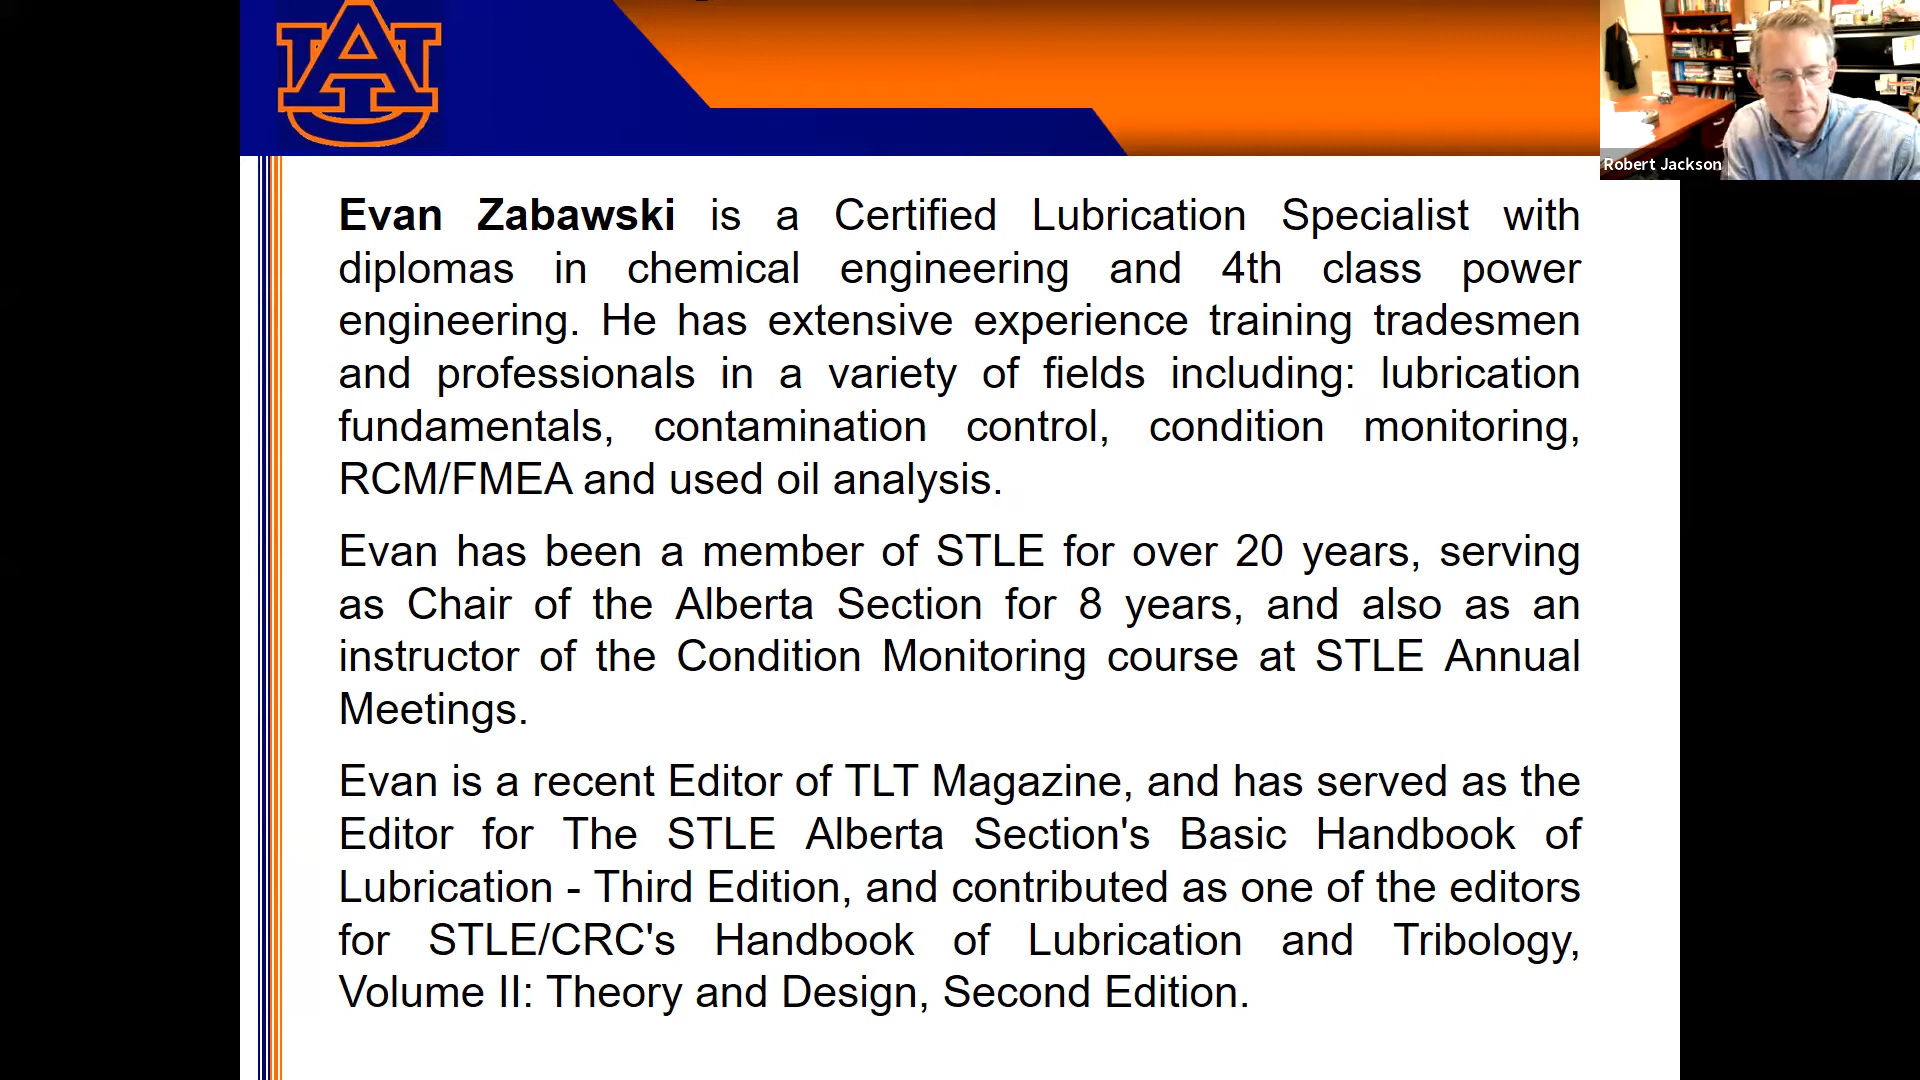 AU
Robert Jackson
Evan Zabawski is a Certified Lubrication Specialist with
diplomas in chemical engineering and 4th class power
engineering. He has extensive experience training tradesmen
and professionals in a variety of fields including: lubrication
fundamentals, contamination control, condition monitoring,
RCM/FMEA and used oil analysis.
Evan has been a member of STLE for over 20 years, serving
as Chair of the Alberta Section for 8 years, and also as an
instructor of the Condition Monitoring course at STLE Annual
Meetings.
Evan is a recent Editor of TLT Magazine, and has served as the
Editor for The STLE Alberta Section's Basic Handbook of
Lubrication - Third Edition, and contributed as one of the editors
for STLE/CRC's Handbook of Lubrication and Tribology,
Volume II: Theory and Design, Second Edition.